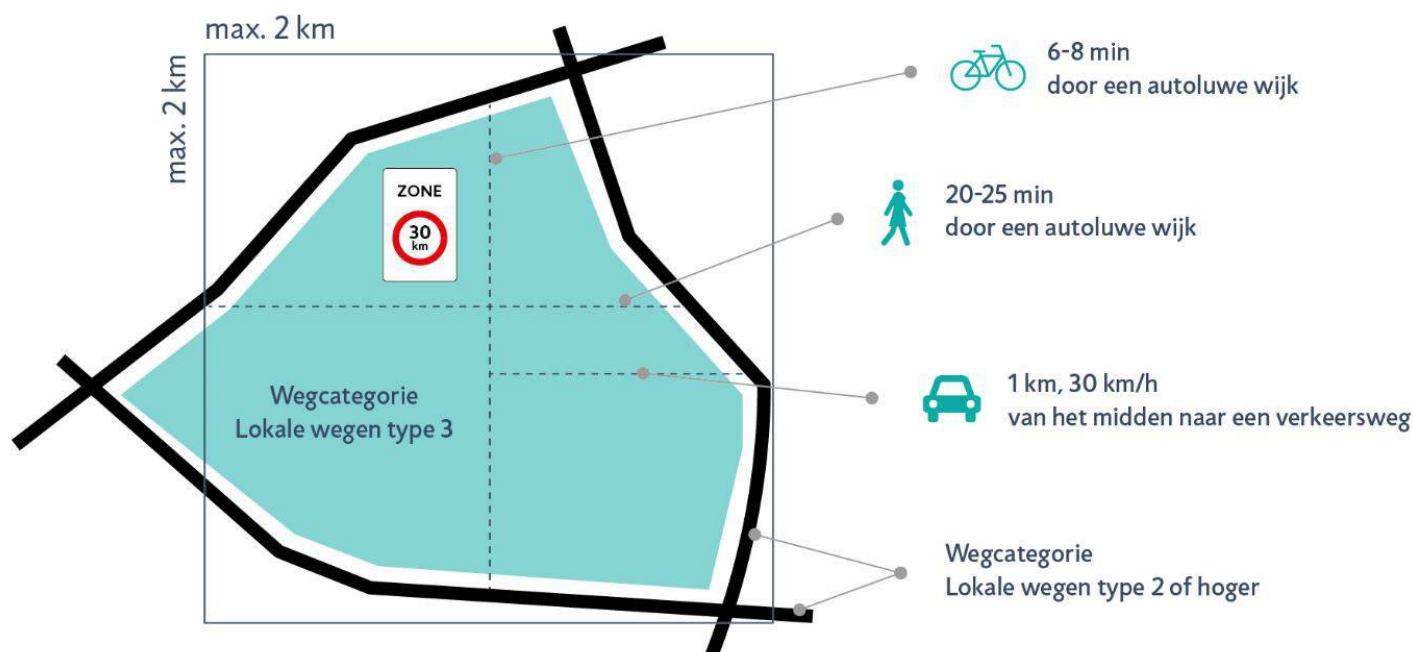 max. 2 km
max. 2 km
6-8 min
door een autoluwe wijk
ZONE
30
km
20-25 min
door een autoluwe wijk
Wegcategorie
Lokale wegen type 3
1 km, 30 km/h
van het midden naar een verkeersweg
Wegcategorie
Lokale wegen type 2 of hoger